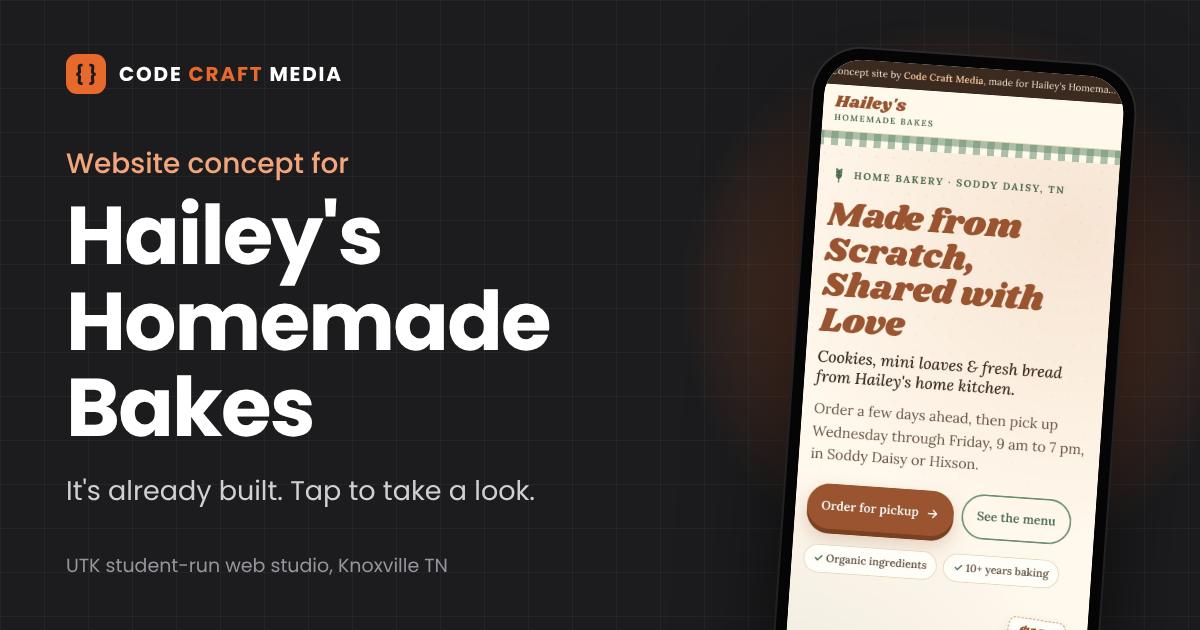 { } CODE CRAFT MEDIA
Website concept for
Hailey's
Homemade
Bakes
It's already built. Tap to take a look.
UTK student-run web studio, Knoxville TN
concept site by Code Craft Media, made for Hailey's Homema...
Hailey's
HOMEMADE BAKES
HOME BAKERY · SODDY DAISY, TN
Made from
Scratch,
Shared with
Love
Cookies, mini loaves & fresh bread
from Hailey's home kitchen.
Order a few days ahead, then pick up
Wednesday through Friday, 9 am to 7 pm,
in Soddy Daisy or Hixson.
Order for pickup →
See the menu
✓ Organic ingredients
✓ 10+ years baking